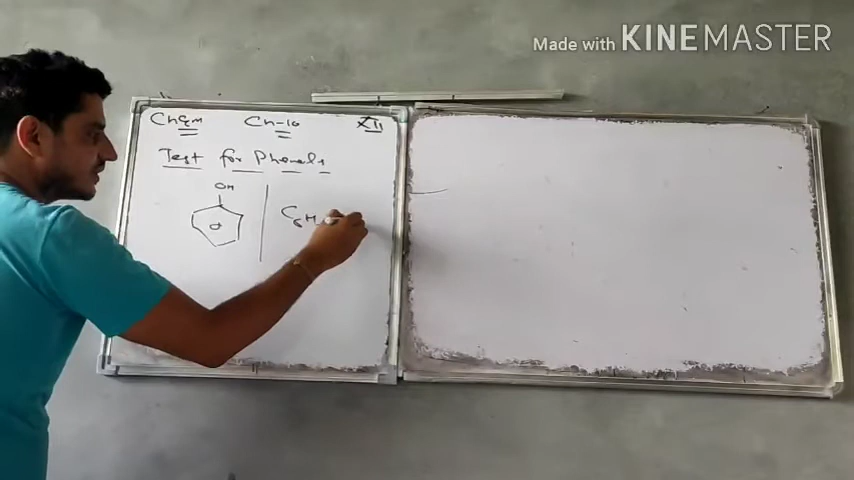 Made with KINEMASTER
Chem Ch-10 XII
Test for Phenols
OH
C6H